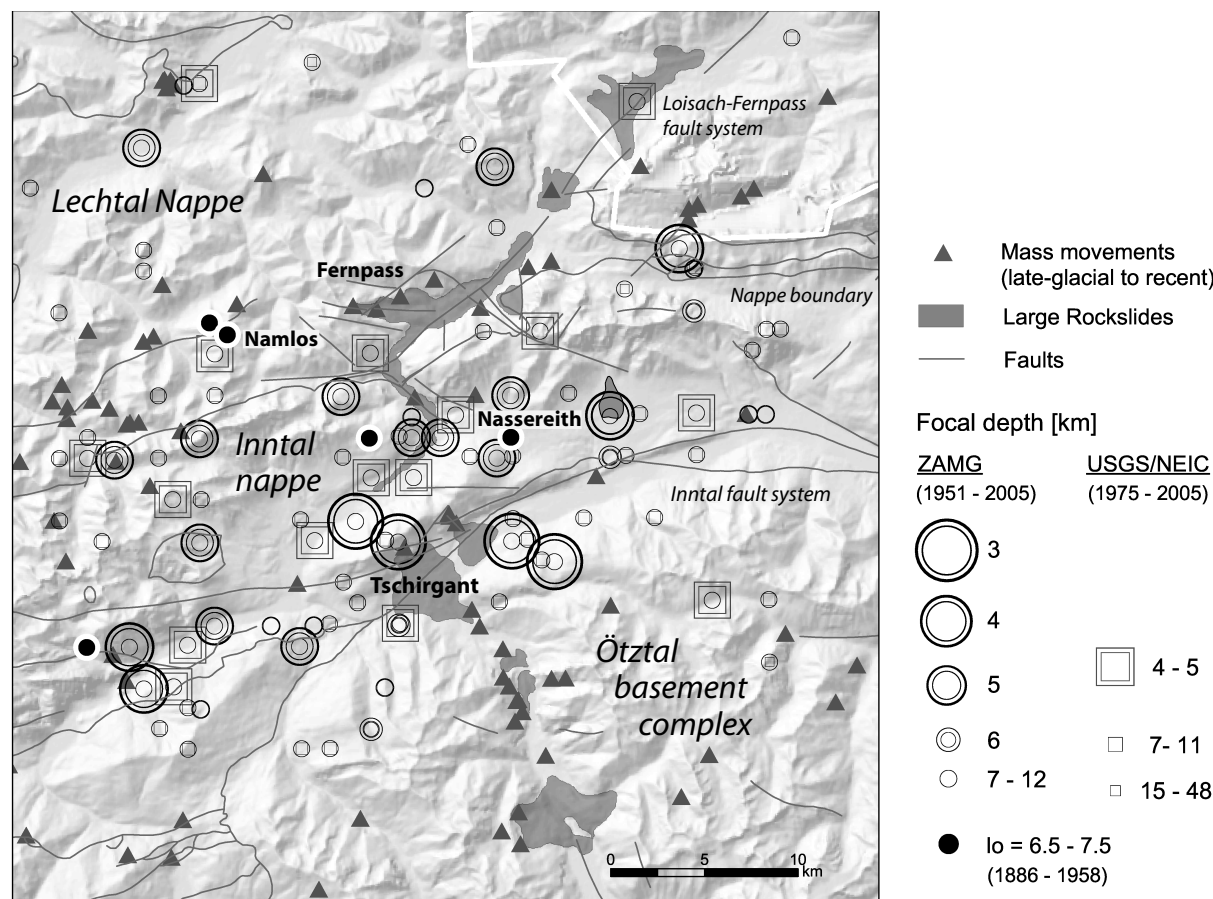 Loisach-Fernpass
fault system
Lechtal Nappe
Fernpass
Nappe boundary
Namlos
Nassereith
Inntal
nappe
Inntal fault system
Tschirgant
Ötztal
basement
complex
0 5 10
km
Mass movements
(late-glacial to recent)
Large Rockslides
Faults
Focal depth [km]
ZAMG USGS/NEIC
(1951 - 2005) (1975 - 2005)
3
4
5 4 - 5
6 7- 11
7 - 12 15 - 48
Io = 6.5 - 7.5
(1886 - 1958)